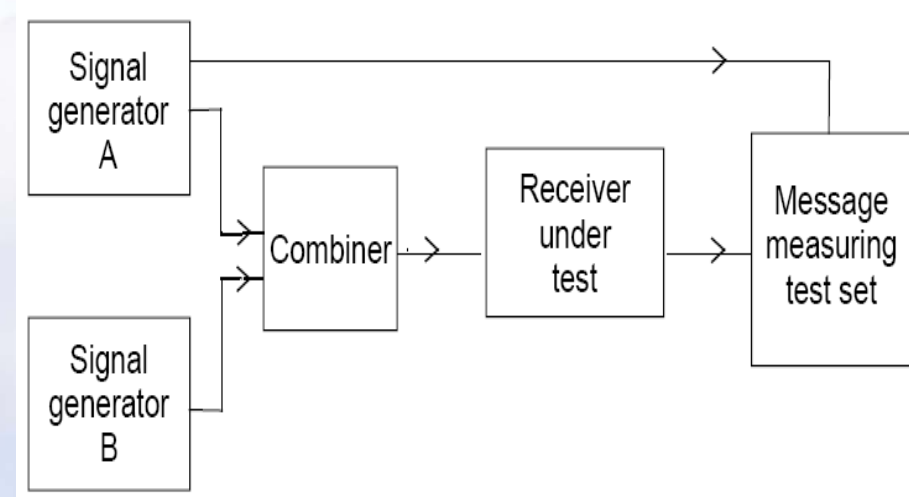 Signal
generator
A
Combiner
Receiver
under
test
Message
measuring
test set
Signal
generator
B